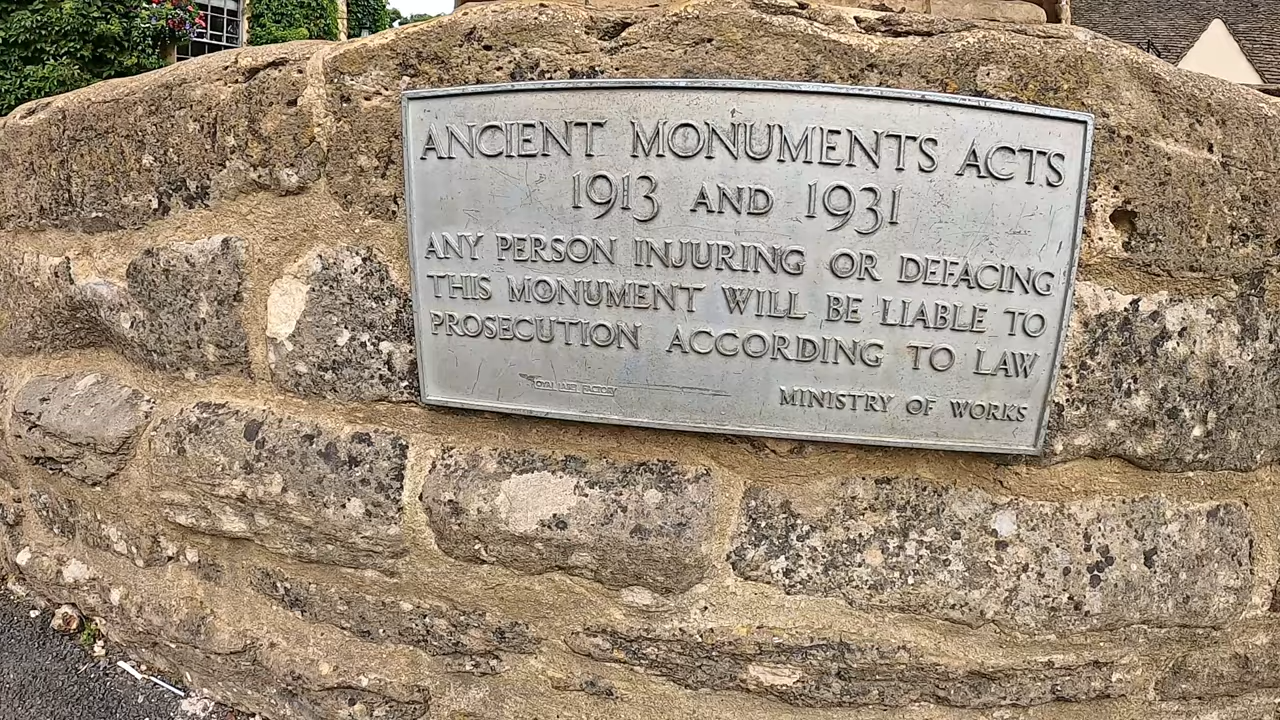 ANCIENT MONUMENTS ACTS
1913 AND 1931
ANY PERSON INJURING OR DEFACING
THIS MONUMENT WILL BE LIABLE TO
PROSECUTION ACCORDING TO LAW
FACTORY
MINISTRY OF WORKS